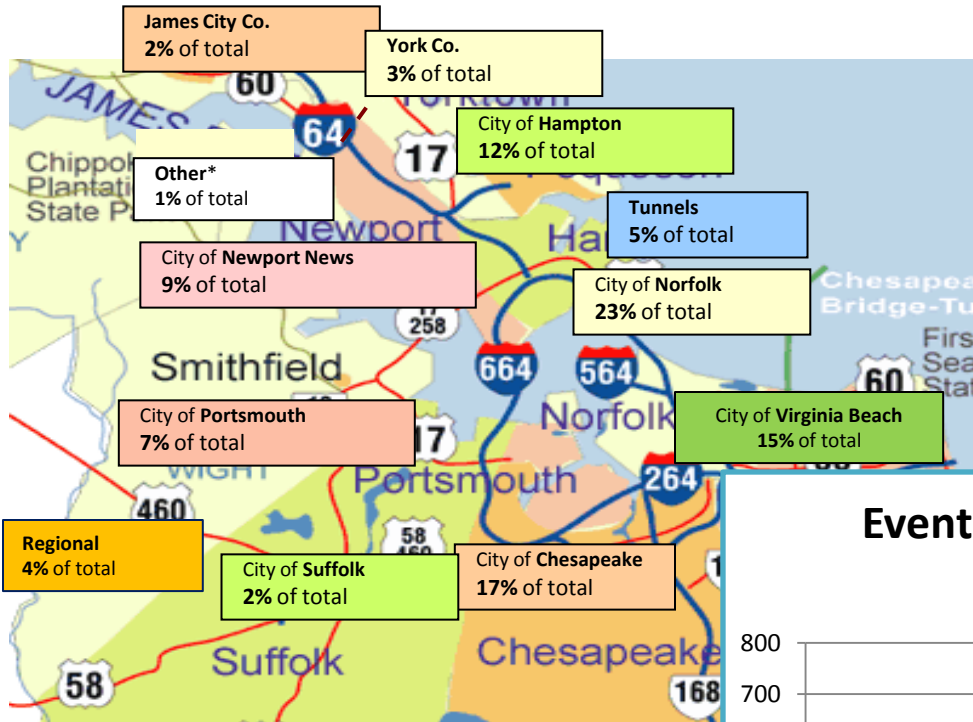 James City Co.
2% of total
York Co.
3% of total
60
JAMES
64
17
City of Hampton
12% of total
Other*
1% of total
State
Tunnels
5% of total
Newport
City of Newport News
9% of total
City of Norfolk
23% of total
Bridge-Tu
258
Smithfield
664
564
60
City of Portsmouth
7% of total
17
Norfolk
City of Virginia Beach
15% of total
WIGHT
Portsmouth
264
460
58
Event
Regional
4% of total
City of Suffolk
2% of total
City of Chesapeake
17% of total
Suffolk
Chesapeake
58
168
800
700